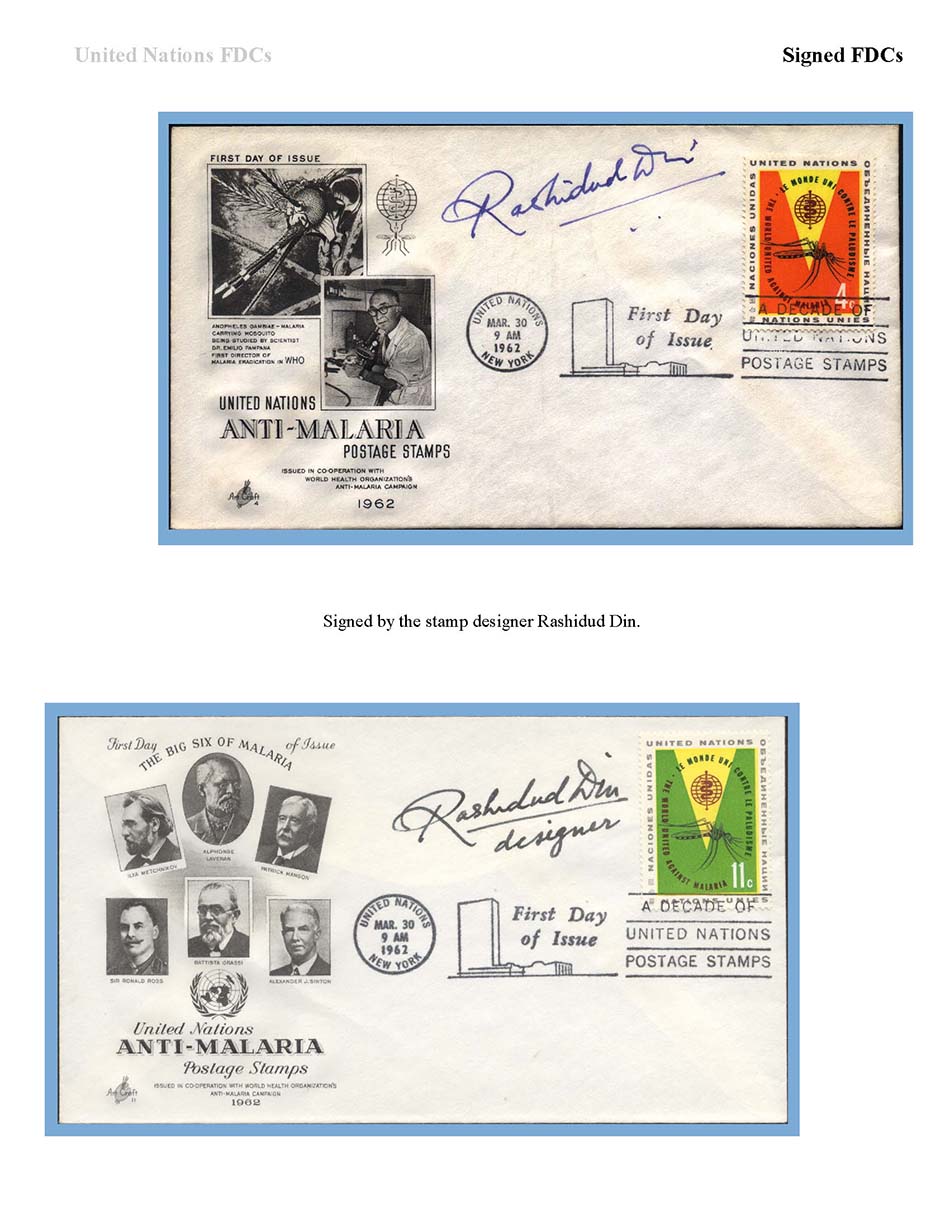 United Nations FDCs
Signed FDCs
FIRST DAY OF ISSUE
Rashidud Din
UNITED NATIONS
NACIONES UNIDAS
ОБЪЕДИНЕННЫЕ НАЦИИ
LE MONDE UNI CONTRE LE PALUDISME
THE WORLD UNITED AGAINST MALARIA
4c
NATIONS UNIES
ANOPHELES GAMBIAE – MALARIA
CARRYING MOSQUITO
BEING STUDIED BY SCIENTIST
DR. EMILIO PAMPANA
FIRST DIRECTOR OF
MALARIA ERADICATION IN WHO
UNITED NATIONS
MAR. 30
9 AM
1962
NEW YORK
First Day
of Issue
A DECADE OF
UNITED NATIONS
POSTAGE STAMPS
UNITED NATIONS
ANTI-MALARIA
POSTAGE STAMPS
ISSUED IN CO-OPERATION WITH
WORLD HEALTH ORGANIZATION'S
ANTI-MALARIA CAMPAIGN
1962
Art Craft
4
Signed by the stamp designer Rashidud Din.
First Day of Issue
THE BIG SIX OF MALARIA
ALPHONSE
LAVERAN
ILYA METCHNIKOV
PATRICK MANSON
SIR RONALD ROSS
BATTISTA GRASSI
ALEXANDER J. SINTON
Rashidud Din
designer
UNITED NATIONS
NACIONES UNIDAS
ОБЪЕДИНЕННЫЕ НАЦИИ
LE MONDE UNI CONTRE LE PALUDISME
THE WORLD UNITED AGAINST MALARIA
11c
NATIONS UNIES
UNITED NATIONS
MAR. 30
9 AM
1962
NEW YORK
First Day
of Issue
A DECADE OF
UNITED NATIONS
POSTAGE STAMPS
United Nations
ANTI-MALARIA
Postage Stamps
ISSUED IN CO-OPERATION WITH WORLD HEALTH ORGANIZATION'S
ANTI-MALARIA CAMPAIGN
1962
Art Craft
11